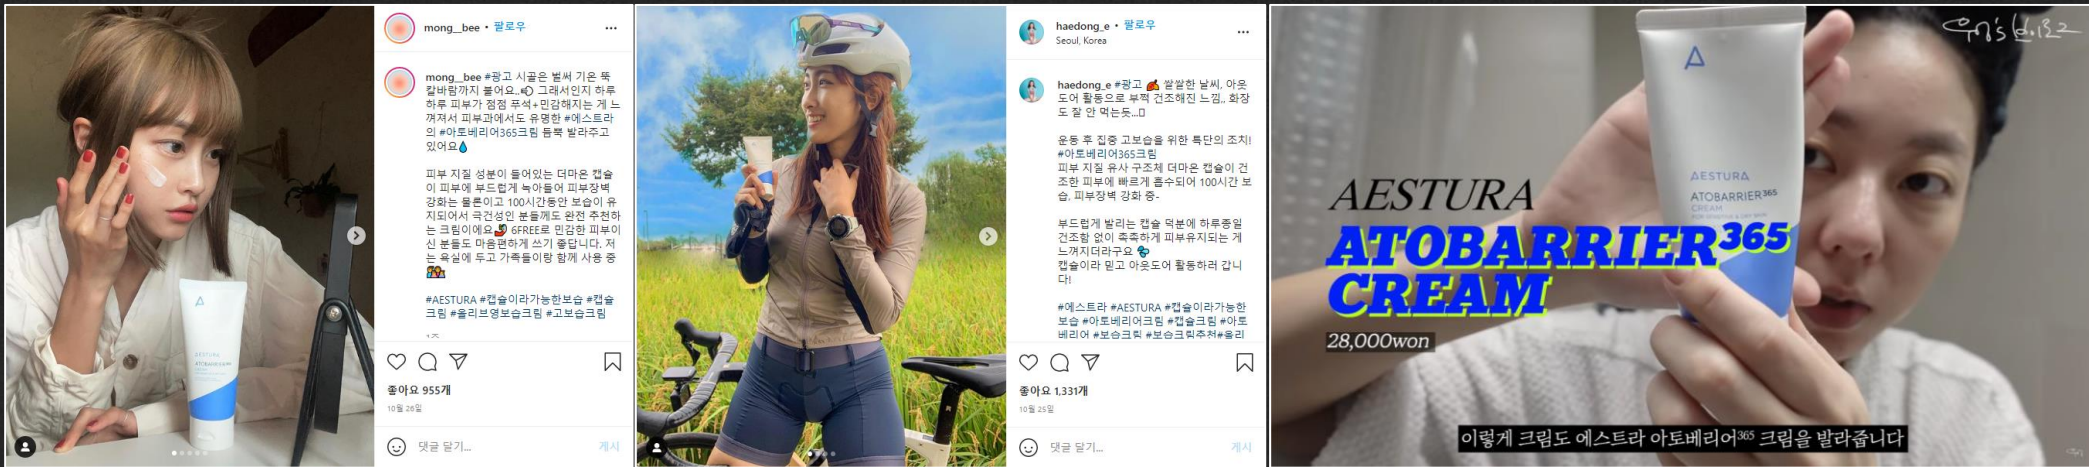 mong__bee • 팔로우
mong__bee #광고 시골은 벌써 기온 뚝
칼바람까지 불어요..💨 그래서인지 하루
하루 피부가 점점 푸석+민감해지는 게 느
껴져서 피부과에서도 유명한 #에스트라
의 #아토베리어365크림 듬뿍 발라주고
있어요💧
피부 지질 성분이 들어있는 더마온 캡슐
이 피부에 부드럽게 녹아들어 피부장벽
강화는 물론이고 100시간동안 보습이 유
지되어서 극건성인 분들께도 완전 추천하
는 크림이에요 6FREE로 민감한 피부이
신 분들도 마음편하게 쓰기 좋답니다. 저
는 욕실에 두고 가족들이랑 함께 사용 중
#AESTURA #캡슐이라가능한보습 #캡슐
크림 #올리브영보습크림 #고보습크림
1주
좋아요 955개
10월 26일
댓글 달기...
게시
AESTURA
ATOBARRIER365
haedong_e • 팔로우
Seoul, Korea
haedong_e #광고 🍂 쌀쌀한 날씨, 아웃
도어 활동으로 부쩍 건조해진 느낌,, 화장
도 잘 안 먹는듯...
운동 후 집중 고보습을 위한 특단의 조치!
#아토베리어365크림
피부 지질 유사 구조체 더마온 캡슐이 건
조한 피부에 빠르게 흡수되어 100시간 보
습, 피부장벽 강화 중-
부드럽게 발리는 캡슐 덕분에 하루종일
건조함 없이 촉촉하게 피부유지되는 게
느껴지더라구요 🫧
캡슐이라 믿고 아웃도어 활동하러 갑니
다!
#에스트라 #AESTURA #캡슐이라가능한
보습 #아토베리어크림 #캡슐크림 #아토
베리어 #보습크림 #보습크림추천#올리
좋아요 1,331개
10월 25일
댓글 달기...
게시
AESTURA
ATOBARRIER365
CREAM
28,000won
AESTURA
ATOBARRIER365
CREAM
FOR SENSITIVE & DRY SKIN
이렇게 크림도 에스트라 아토베리어365 크림을 발라줍니다